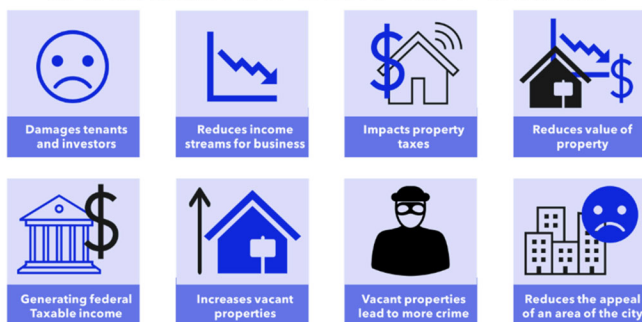 Damages tenants
and investors
Reduces income
streams for business
Impacts property
taxes
Reduces value of
property
Generating federal
Taxable income
Increases vacant
properties
Vacant properties
lead to more crime
Reduces the appeal
of an area of the city